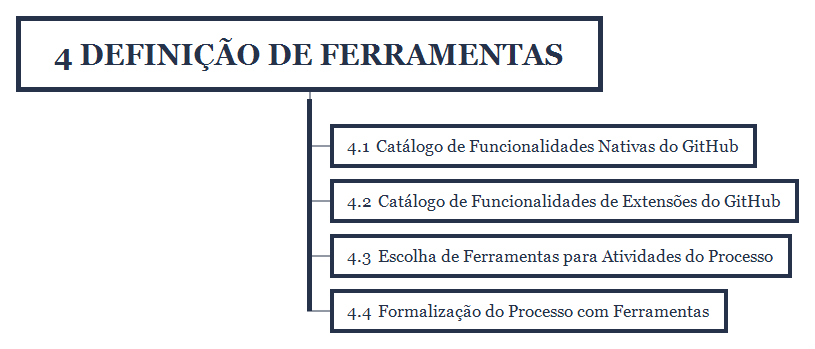 4 DEFINIÇÃO DE FERRAMENTAS
4.1 Catálogo de Funcionalidades Nativas do GitHub
4.2 Catálogo de Funcionalidades de Extensões do GitHub
4.3 Escolha de Ferramentas para Atividades do Processo
4.4 Formalização do Processo com Ferramentas